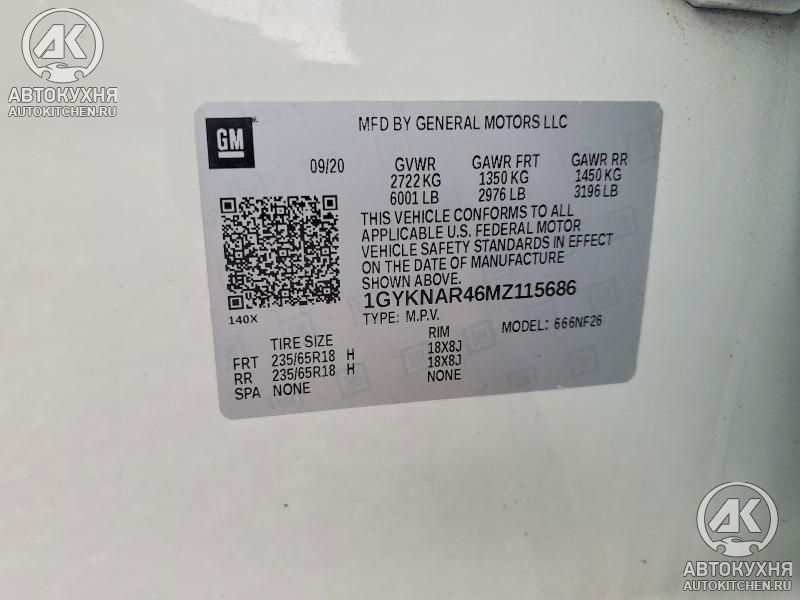 AK
АВТОКУХНЯ
AUTOKITCHEN.RU
GM
MFD BY GENERAL MOTORS LLC
09/20
GVWR GAWR FRT GAWR RR
2722 KG 1350 KG 1450 KG
6001 LB 2976 LB 3196 LB
THIS VEHICLE CONFORMS TO ALL
APPLICABLE U.S. FEDERAL MOTOR
VEHICLE SAFETY STANDARDS IN EFFECT
ON THE DATE OF MANUFACTURE
SHOWN ABOVE.
1GYKNAR46MZ115686
140X
TYPE: M.P.V. MODEL: 666NF26
TIRE SIZE RIM
FRT 235/65R18 H 18X8J
RR 235/65R18 H 18X8J
SPA NONE NONE
AK
АВТОКУХНЯ
AUTOKITCHEN.RU